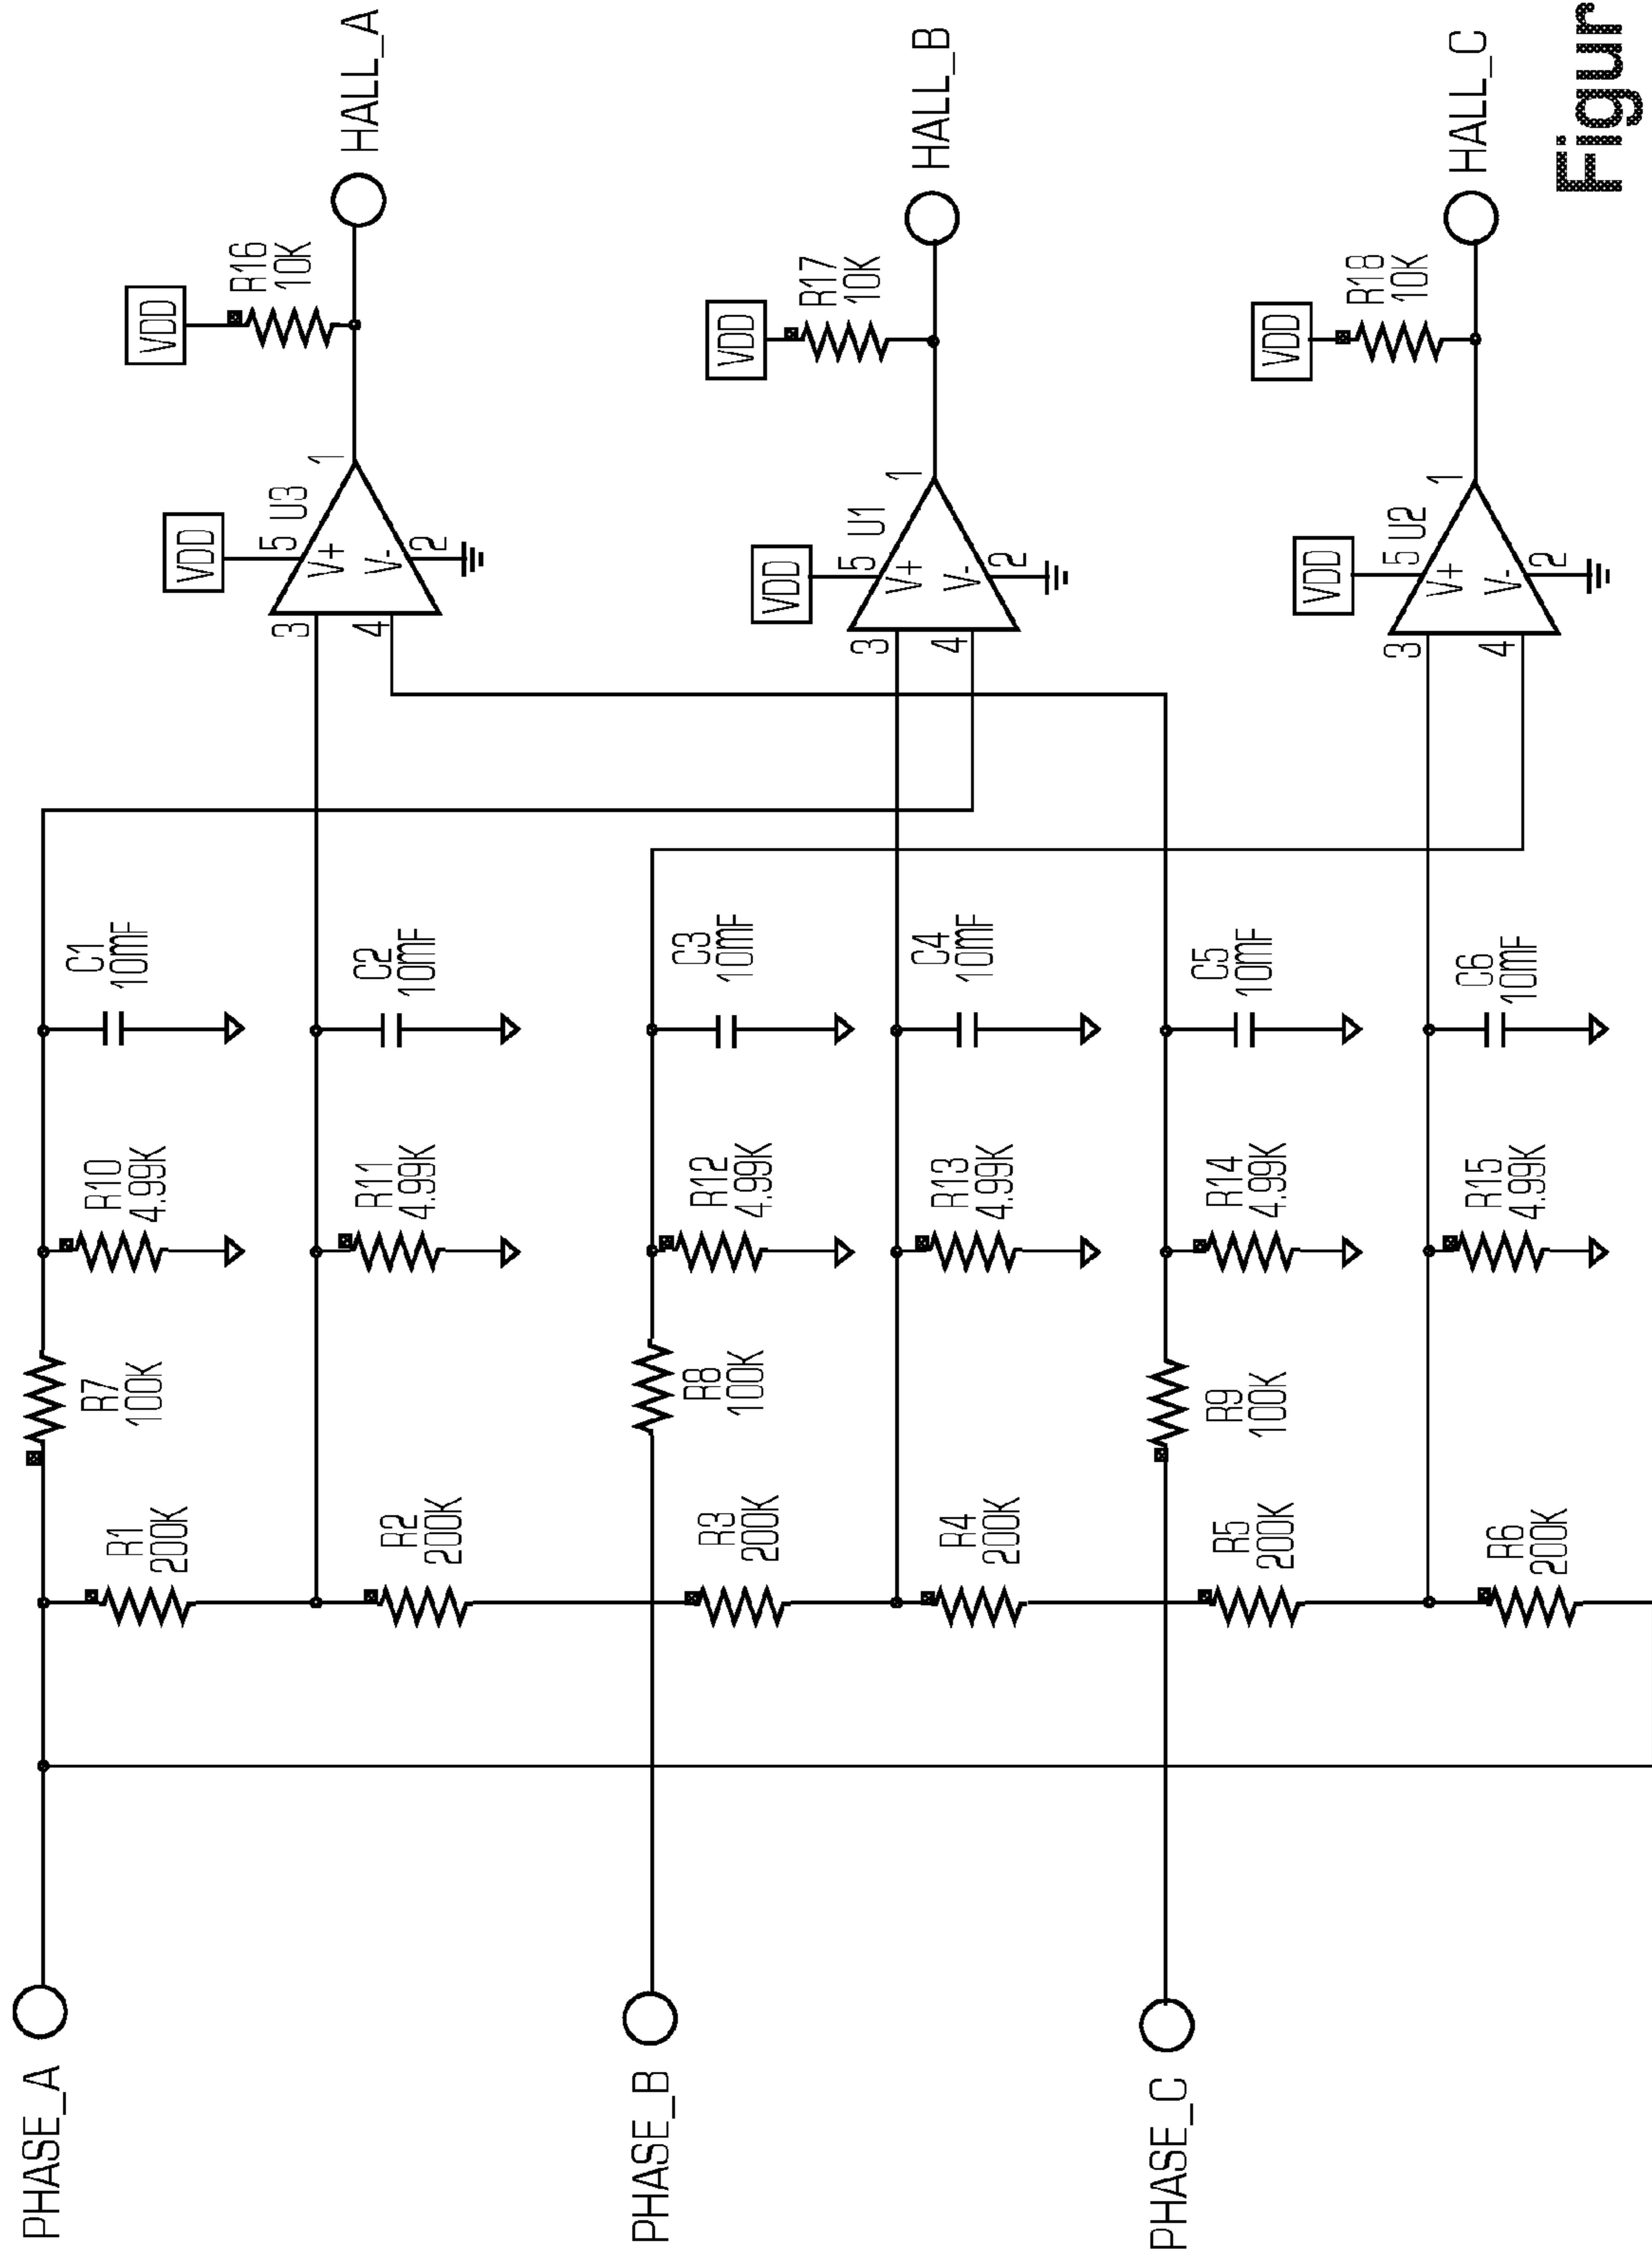 PHASE_A
PHASE_B
PHASE_C
R1
200K
R2
200K
R3
200K
R4
200K
R5
200K
R6
200K
R7
100K
R8
100K
R9
100K
R10
4.99K
R11
4.99K
R12
4.99K
R13
4.99K
R14
4.99K
R15
4.99K
C1
10mF
C2
10mF
C3
10mF
C4
10mF
C5
10mF
C6
10mF
VDD
5
U3
3
V+
4
V-
2
1
VDD
R16
10K
HALL_A
VDD
5
U1
3
V+
4
V-
2
1
VDD
R17
10K
HALL_B
VDD
5
U2
3
V+
4
V-
2
1
VDD
R18
10K
HALL_C
Figur